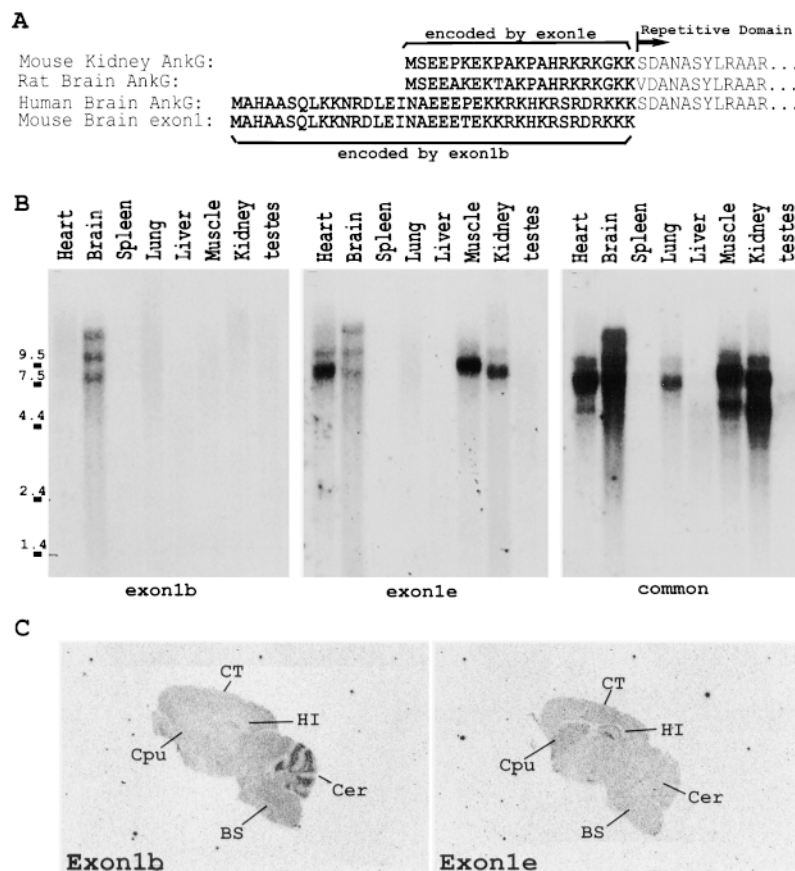 A
encoded by exon1e
Repetitive Domain
Mouse Kidney AnkG: MSEEPKEKPAKPAHRKRKGKKSDANASYLRAAR...
Rat Brain AnkG: MSEEAKEKTAKPAHRKRKGKKVDANASYLRAAR...
Human Brain AnkG: MAHAASQLKKNRDLEINAEEEPEKKRKHRKRSRDRKKKSDANASYLRAAR...
Mouse Brain exon1: MAHAASQLKKNRDLEINAEEETEKKRKHRKRSRDRKKK
encoded by exon1b
B
Heart Brain Spleen Lung Liver Muscle Kidney testes
Heart Brain Spleen Lung Liver Muscle Kidney testes
Heart Brain Spleen Lung Liver Muscle Kidney testes
9.5
7.5
4.4
2.4
1.4
exon1b
exon1e
common
C
CT
HI
Cpu
Cer
BS
Exon1b
CT
HI
Cpu
Cer
BS
Exon1e